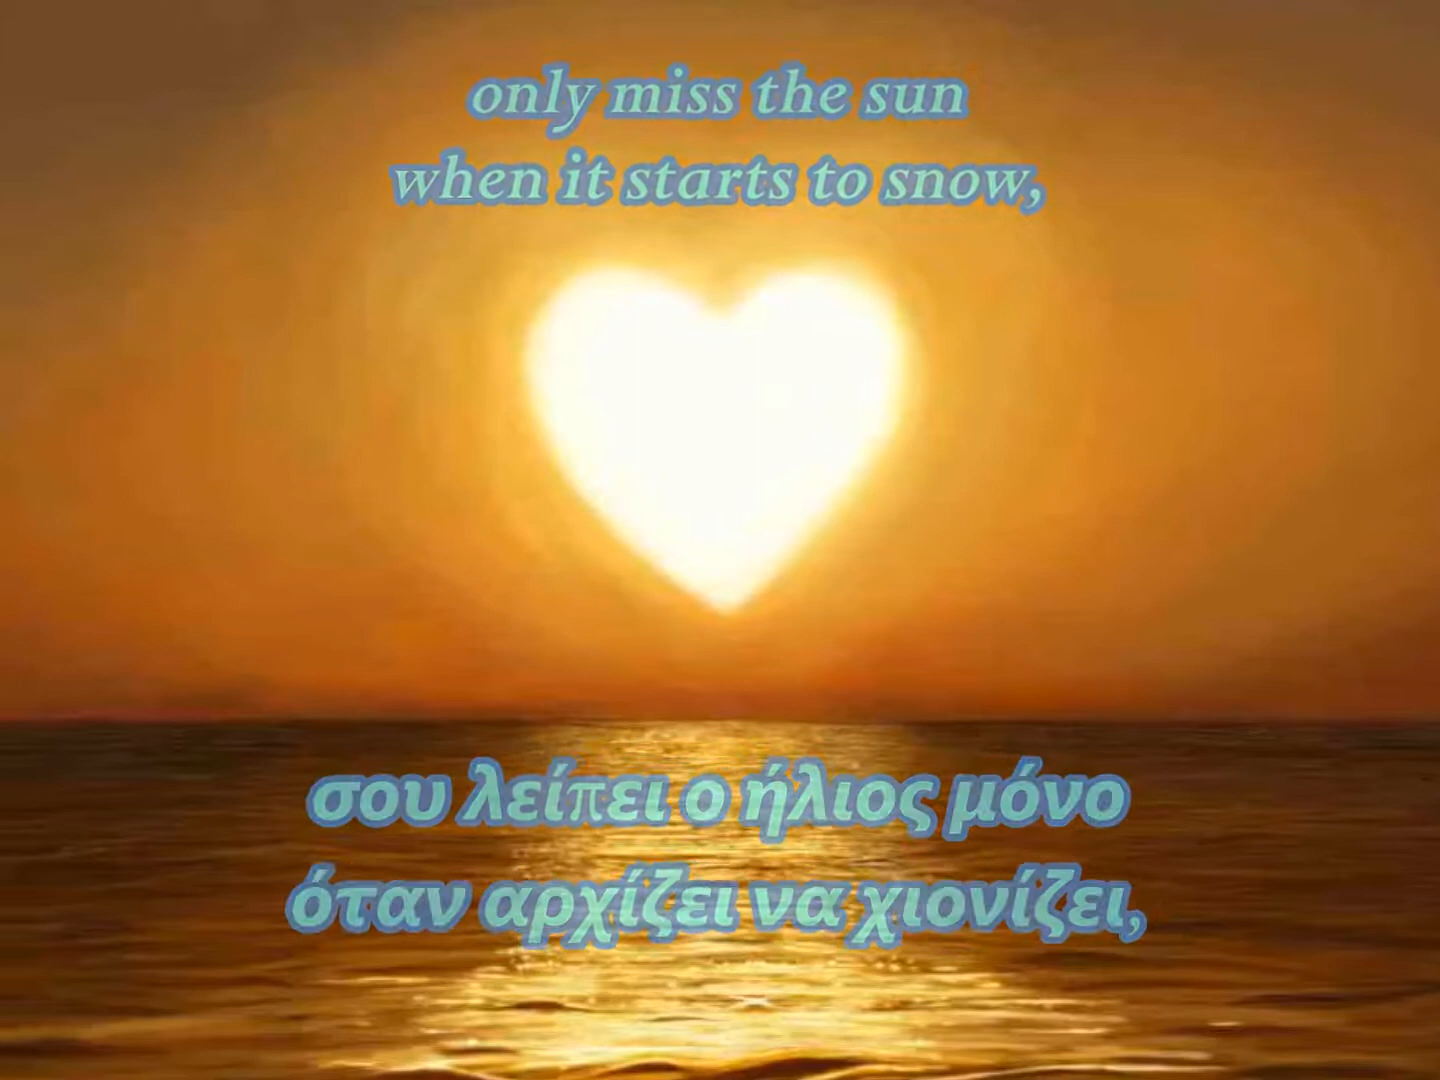 only miss the sun
when it starts to snow,
σου λείπει ο ήλιος μόνο
όταν αρχίζει να χιονίζει,